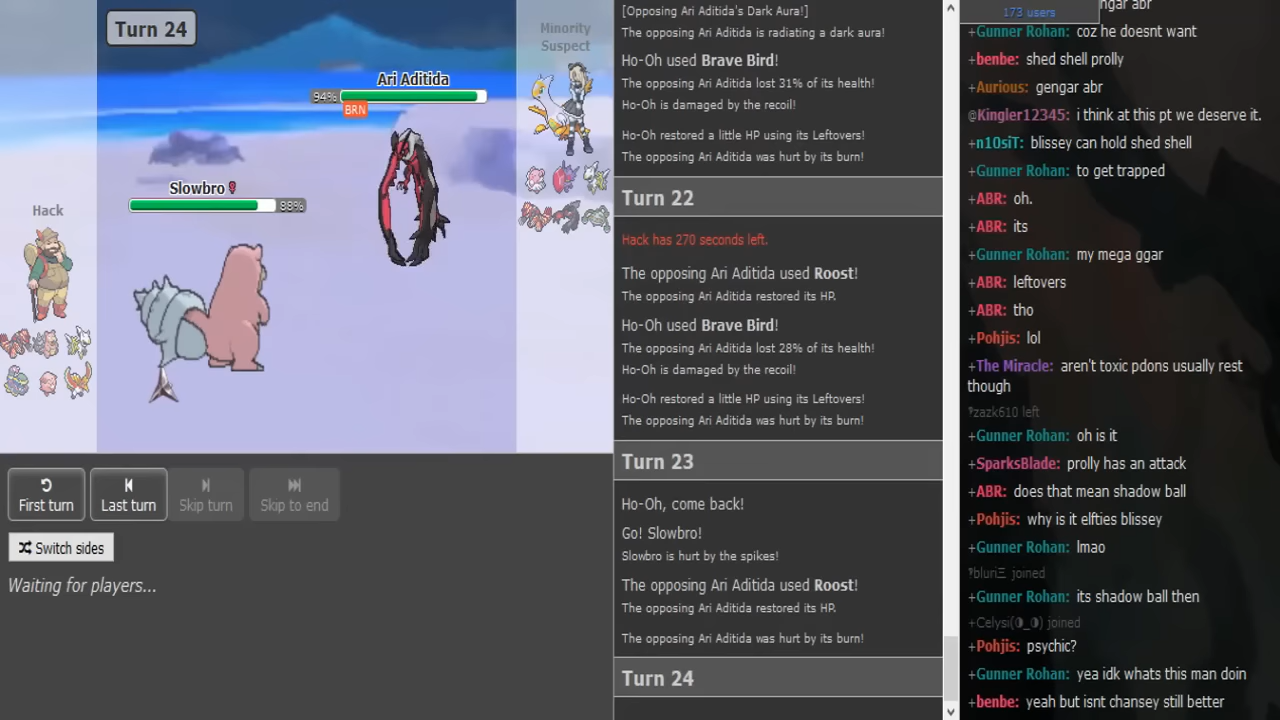 Turn 24
Minority
Suspect
Ari Aditida
94%
BRN
Slowbro
88%
Hack
First turn
Last turn
Skip turn
Skip to end
Switch sides
Waiting for players...
[Opposing Ari Aditida's Dark Aura!]
The opposing Ari Aditida is radiating a dark aura!
Ho-Oh used Brave Bird!
The opposing Ari Aditida lost 31% of its health!
Ho-Oh is damaged by the recoil!
Ho-Oh restored a little HP using its Leftovers!
The opposing Ari Aditida was hurt by its burn!
Turn 22
Hack has 270 seconds left.
The opposing Ari Aditida used Roost!
The opposing Ari Aditida restored its HP.
Ho-Oh used Brave Bird!
The opposing Ari Aditida lost 28% of its health!
Ho-Oh is damaged by the recoil!
Ho-Oh restored a little HP using its Leftovers!
The opposing Ari Aditida was hurt by its burn!
Turn 23
Ho-Oh, come back!
Go! Slowbro!
Slowbro is hurt by the spikes!
The opposing Ari Aditida used Roost!
The opposing Ari Aditida restored its HP.
The opposing Ari Aditida was hurt by its burn!
Turn 24
173 users
gengar abr
+Gunner Rohan: coz he doesnt want
+benbe: shed shell prolly
+Aurious: gengar abr
@Kingler12345: i think at this pt we deserve it.
+n10siT: blissey can hold shed shell
+Gunner Rohan: to get trapped
+ABR: oh.
+ABR: its
+Gunner Rohan: my mega ggar
+ABR: leftovers
+ABR: tho
+Pohjis: lol
+The Miracle: aren't toxic pdons usually rest
though
‽zazk610 left
+Gunner Rohan: oh is it
+SparksBlade: prolly has an attack
+ABR: does that mean shadow ball
+Pohjis: why is it elfties blissey
+Gunner Rohan: lmao
‽bluriΞ joined
+Gunner Rohan: its shadow ball then
+Celysi(◑_◑) joined
+Pohjis: psychic?
+Gunner Rohan: yea idk whats this man doin
+benbe: yeah but isnt chansey still better